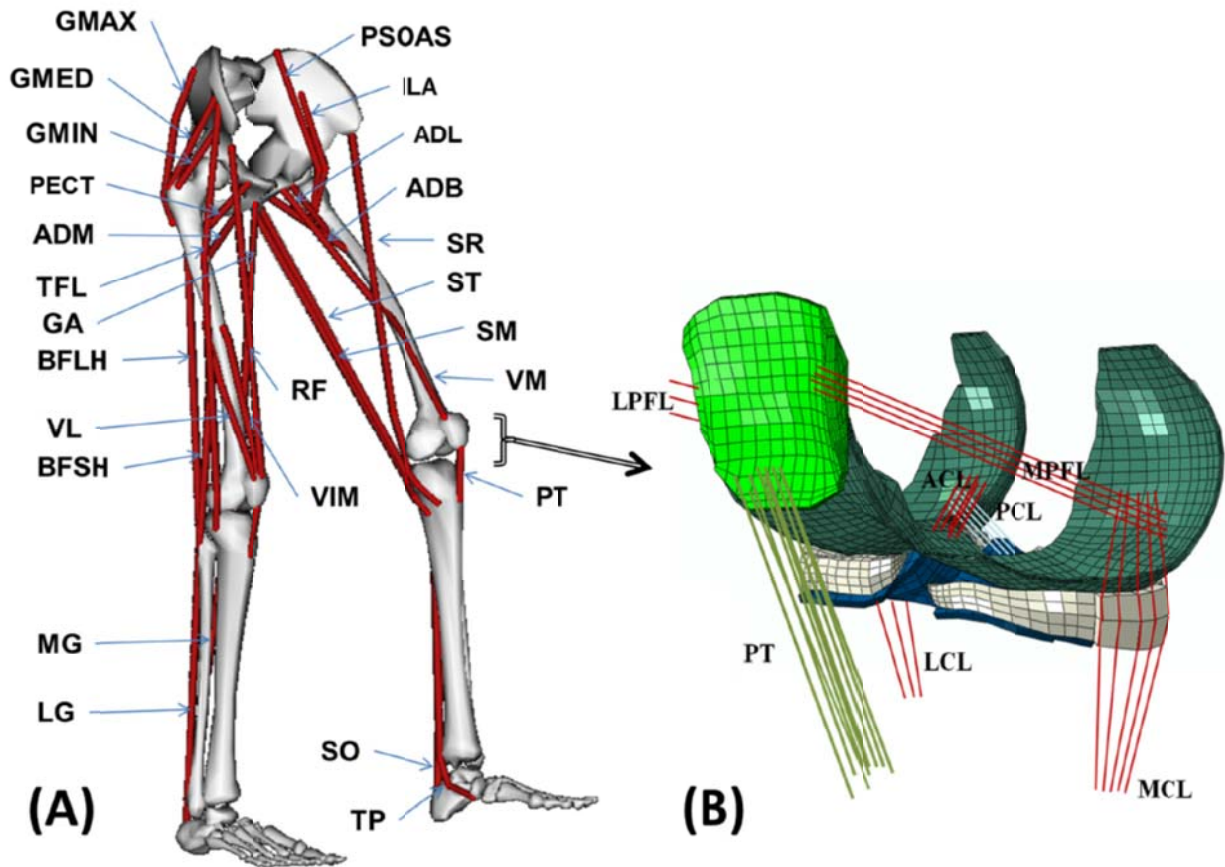 GMAX
GMED
GMIN
PECT
ADM
TFL
GA
BFLH
VL
BFSH
MG
LG
(A)
PSOAS
ILA
ADL
ADB
SR
ST
SM
VM
RF
VIM
PT
SO
TP
LPFL
ACL
MPFL
PCL
PT
LCL
MCL
(B)